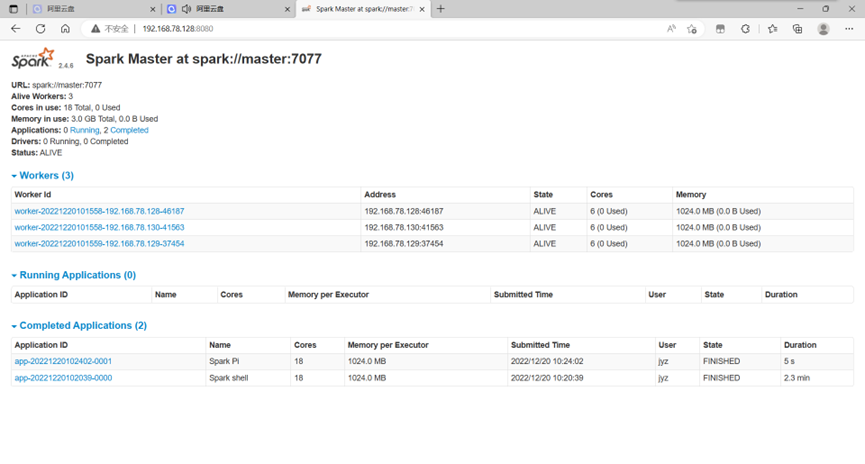 阿里云盘
阿里云盘
Spark Master at spark://master:7
不安全 192.168.78.128:8080
APACHE Spark 2.4.6 Spark Master at spark://master:7077
URL: spark://master:7077
Alive Workers: 3
Cores in use: 18 Total, 0 Used
Memory in use: 3.0 GB Total, 0.0 B Used
Applications: 0 Running, 2 Completed
Drivers: 0 Running, 0 Completed
Status: ALIVE
Workers (3)
Worker Id Address State Cores Memory
worker-20221220101558-192.168.78.128-46187 192.168.78.128:46187 ALIVE 6 (0 Used) 1024.0 MB (0.0 B Used)
worker-20221220101558-192.168.78.130-41563 192.168.78.130:41563 ALIVE 6 (0 Used) 1024.0 MB (0.0 B Used)
worker-20221220101559-192.168.78.129-37454 192.168.78.129:37454 ALIVE 6 (0 Used) 1024.0 MB (0.0 B Used)
Running Applications (0)
Application ID Name Cores Memory per Executor Submitted Time User State Duration
Completed Applications (2)
Application ID Name Cores Memory per Executor Submitted Time User State Duration
app-20221220102402-0001 Spark Pi 18 1024.0 MB 2022/12/20 10:24:02 jyz FINISHED 5 s
app-20221220102039-0000 Spark shell 18 1024.0 MB 2022/12/20 10:20:39 jyz FINISHED 2.3 min